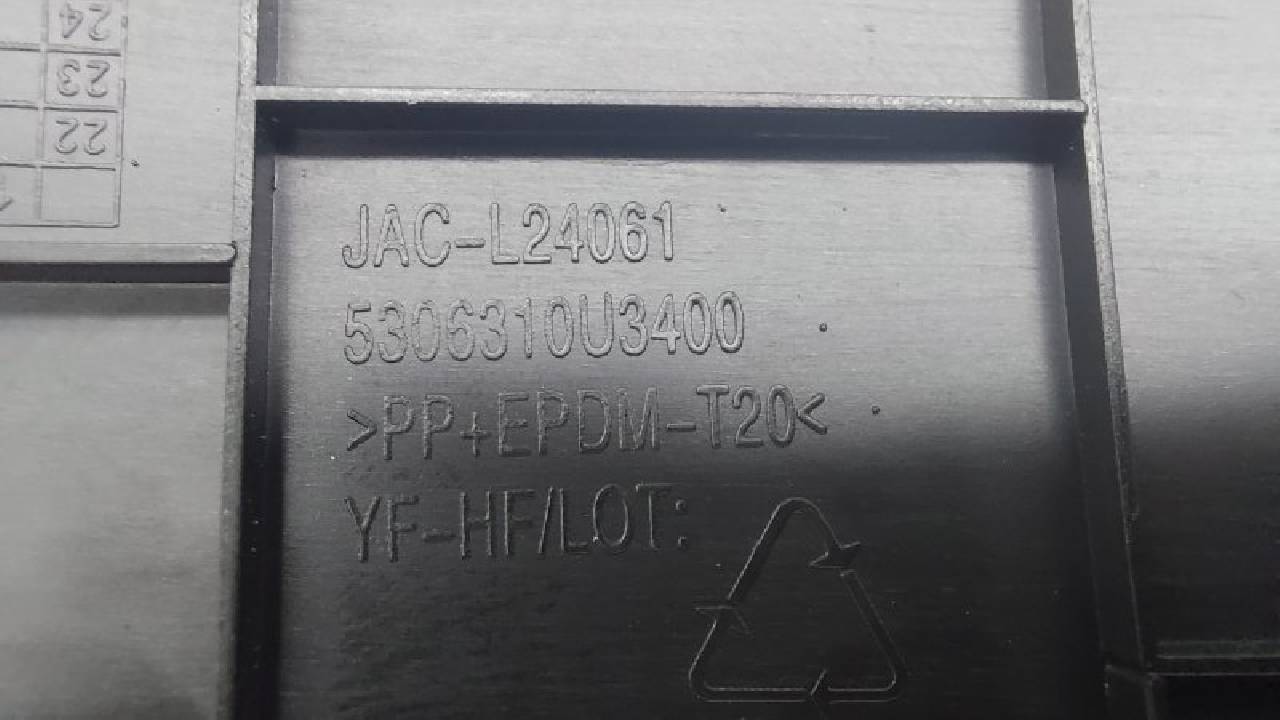 24
23
22
JAC-L24061
5306310U3400
>PP+EPDM-T20<
YF-HF/LOT: